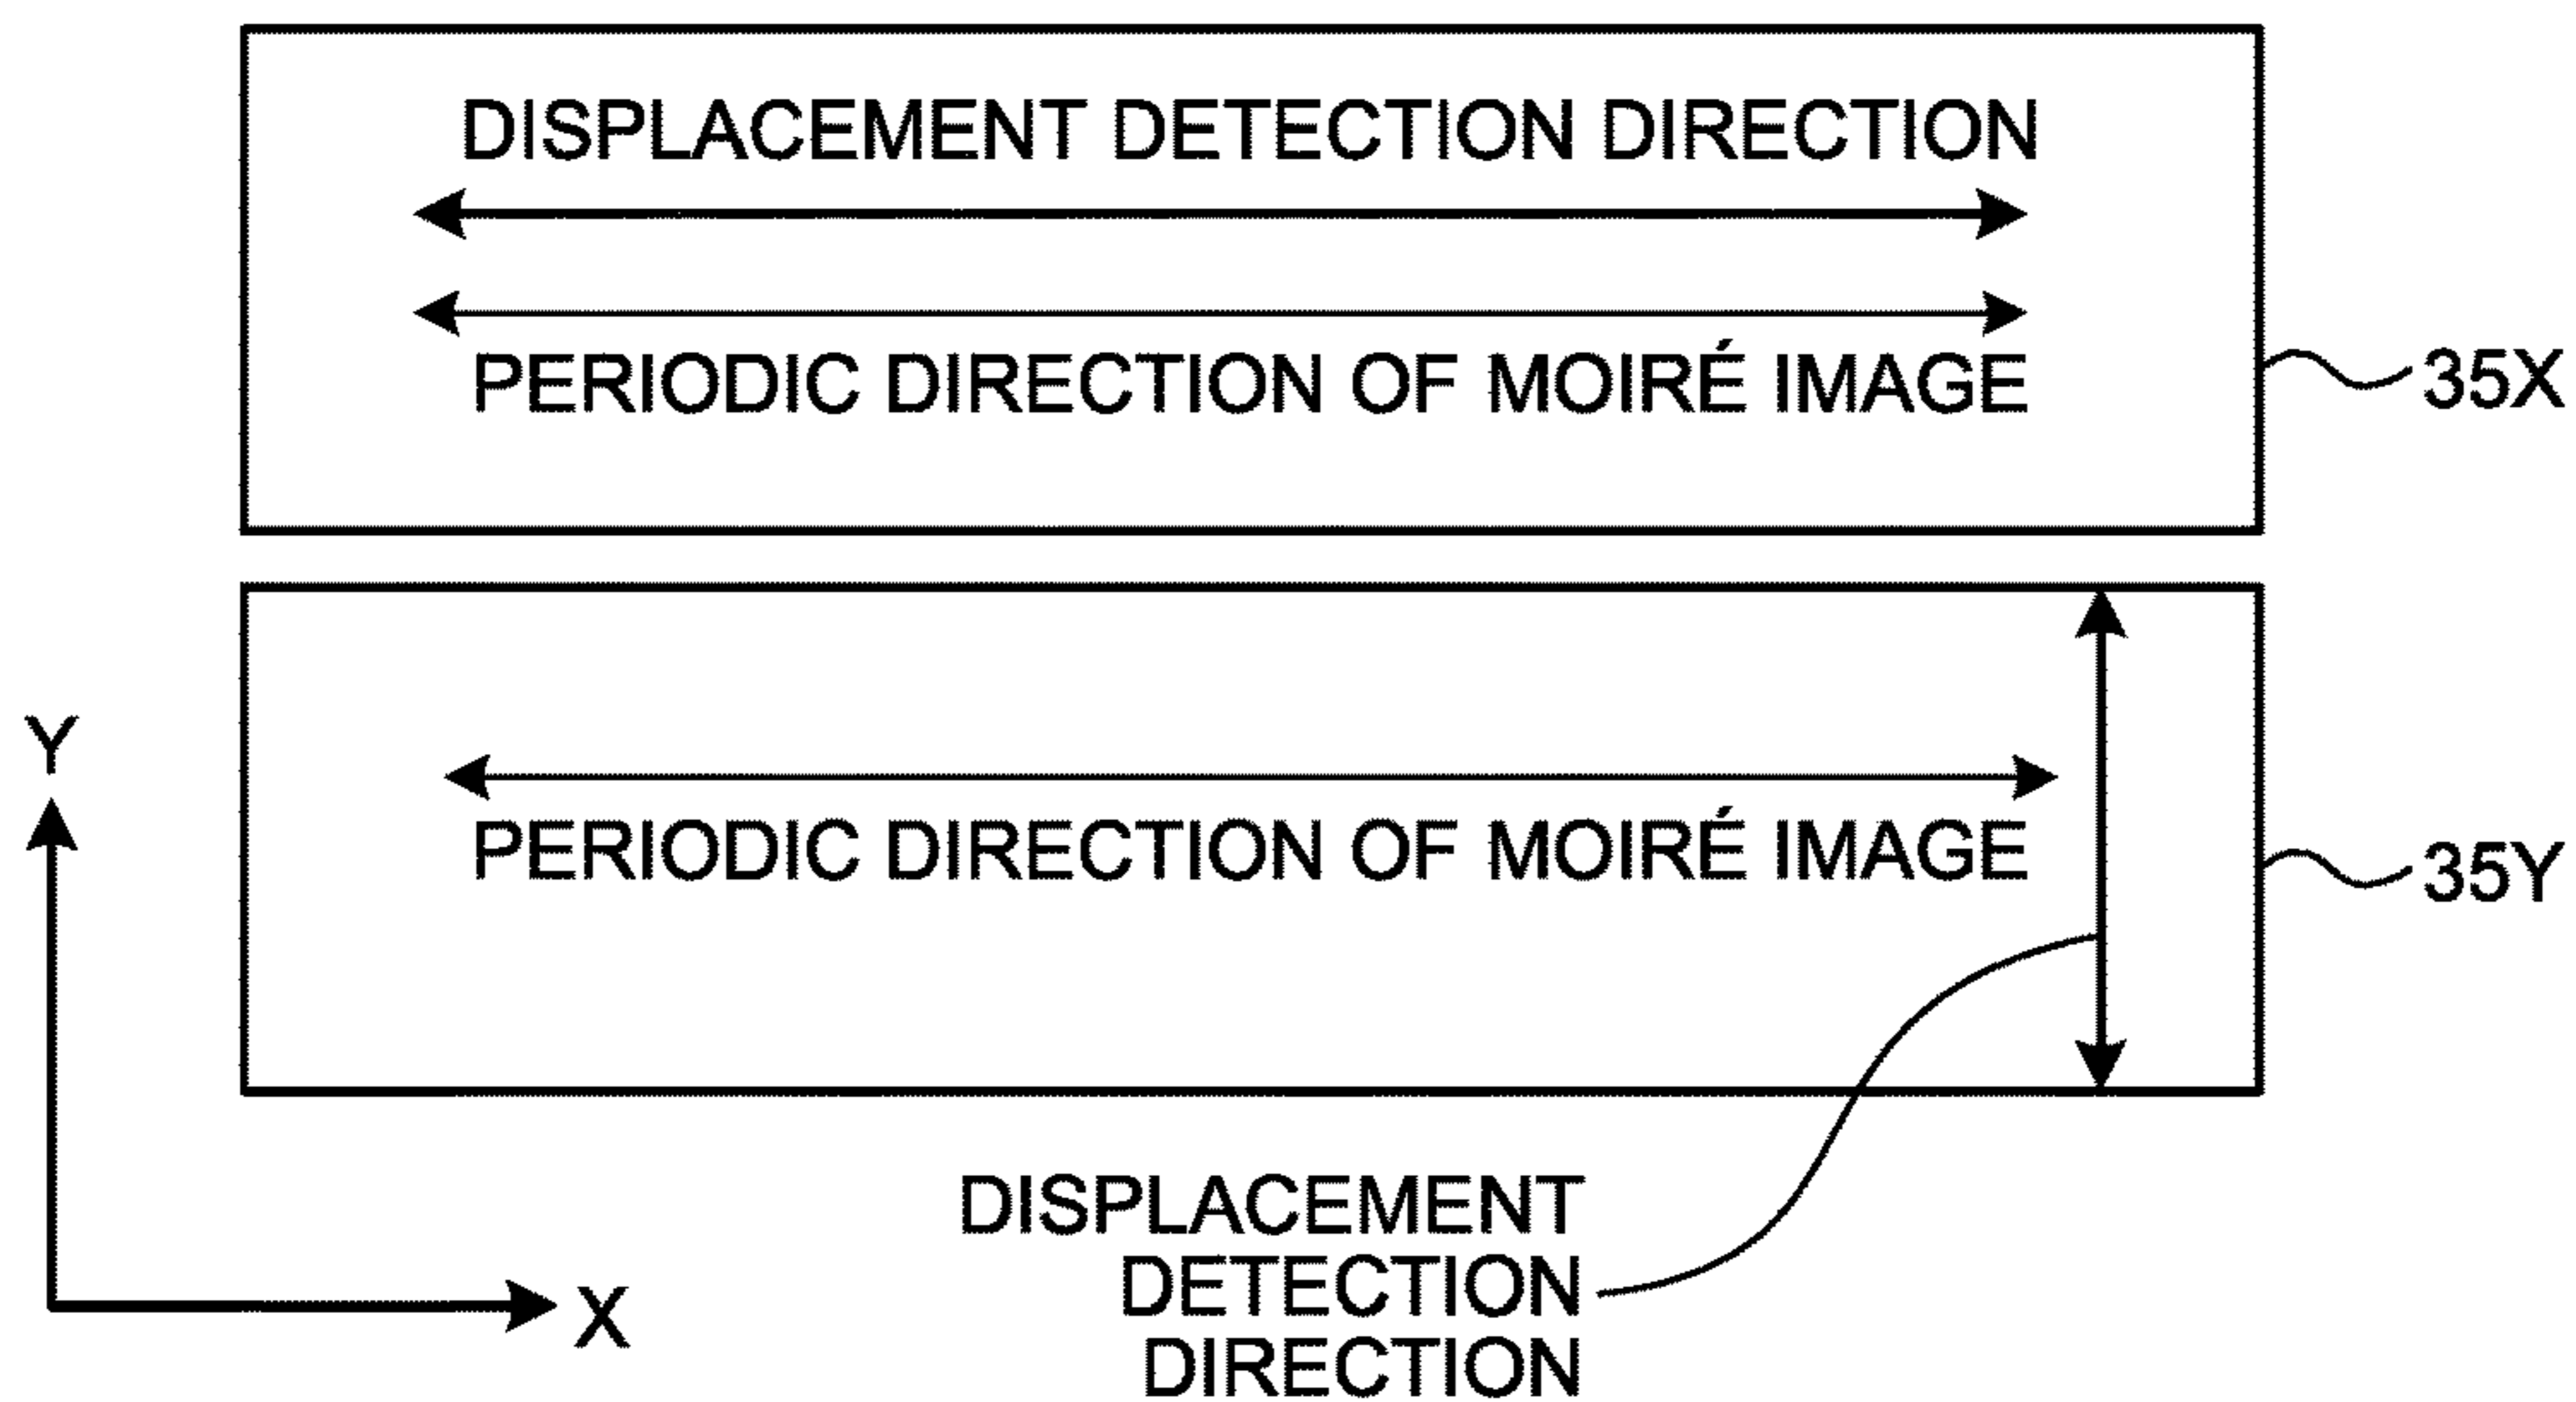 DISPLACEMENT DETECTION DIRECTION
PERIODIC DIRECTION OF MOIRÉ IMAGE
35X
Y
PERIODIC DIRECTION OF MOIRÉ IMAGE
35Y
DISPLACEMENT
DETECTION
DIRECTION
X